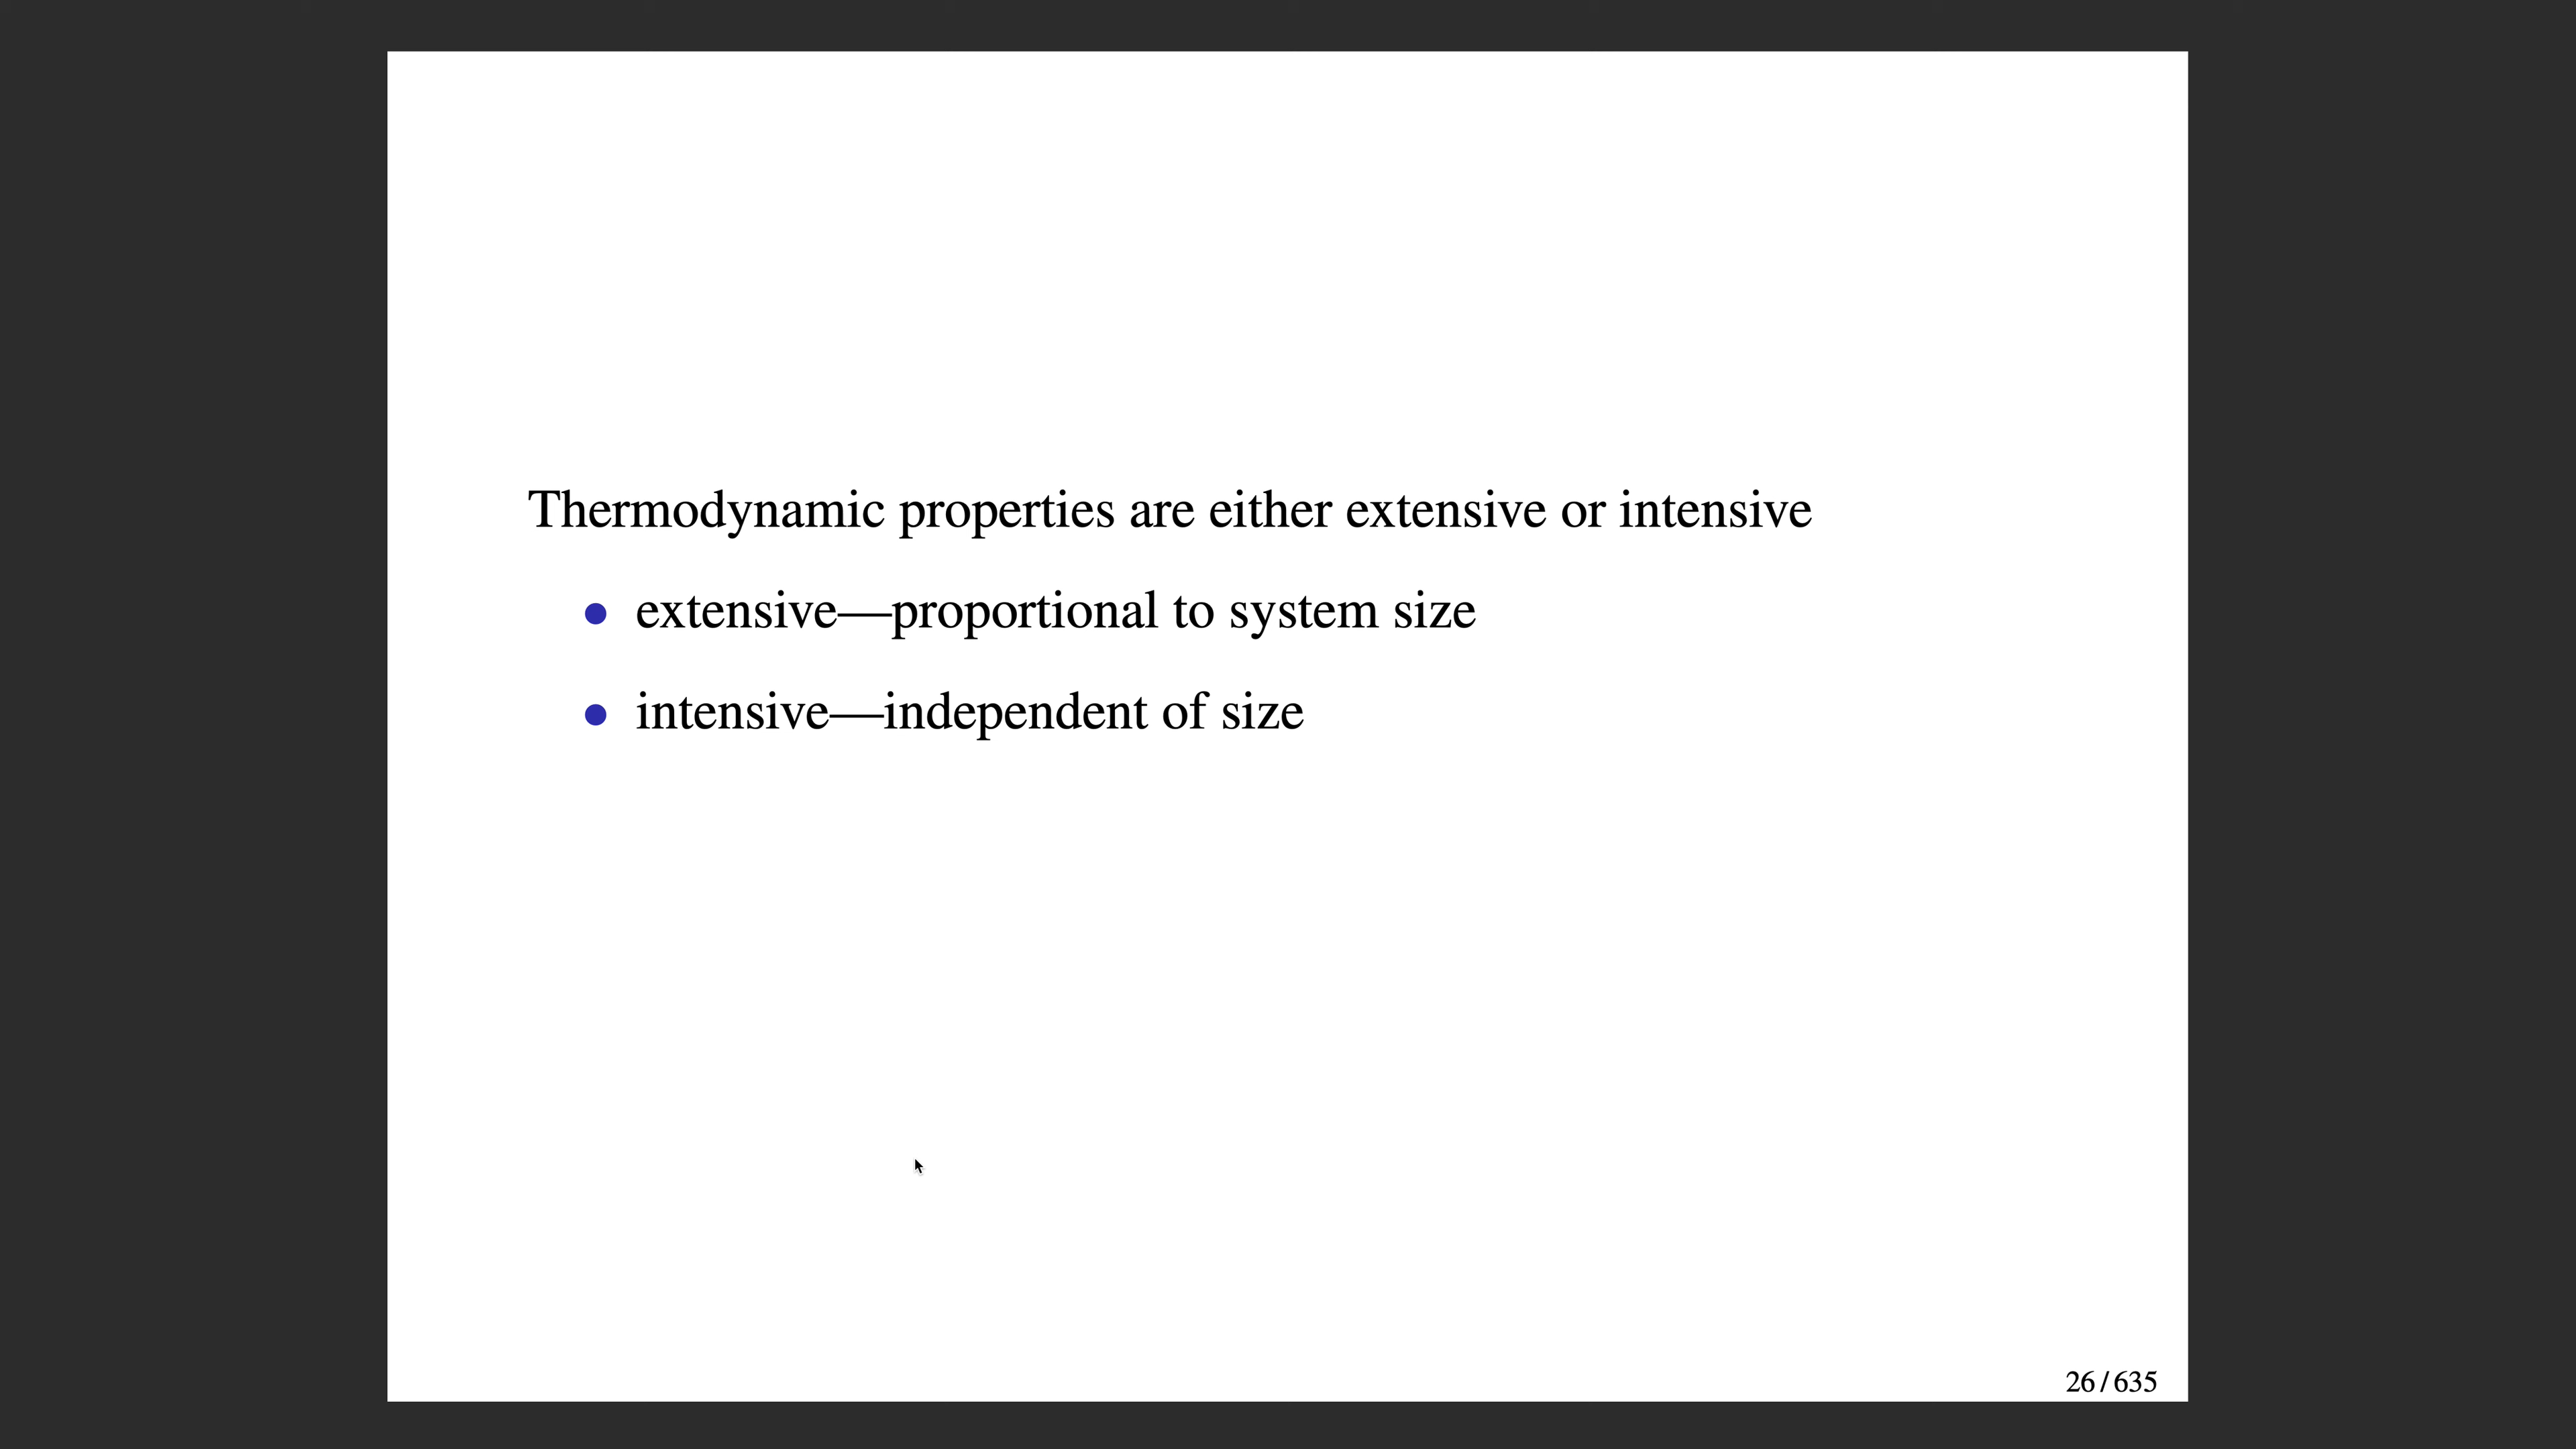 Thermodynamic properties are either extensive or intensive
● extensive—proportional to system size
● intensive—independent of size
26/635